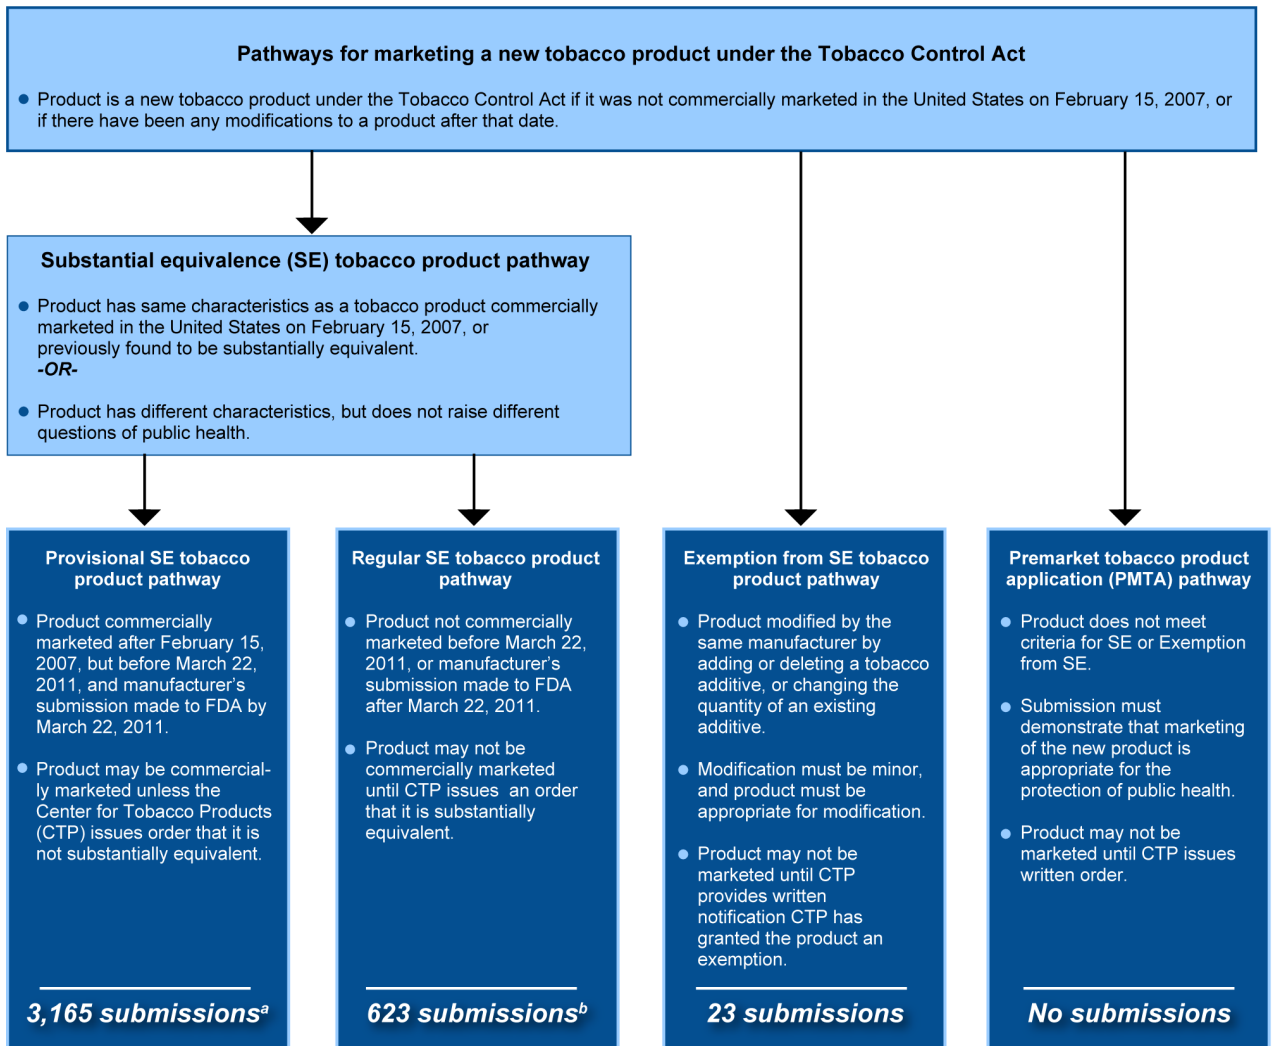 Pathways for marketing a new tobacco product under the Tobacco Control Act
● Product is a new tobacco product under the Tobacco Control Act if it was not commercially marketed in the United States on February 15, 2007, or
if there have been any modifications to a product after that date.
Substantial equivalence (SE) tobacco product pathway
● Product has same characteristics as a tobacco product commercially
marketed in the United States on February 15, 2007, or
previously found to be substantially equivalent.
-OR-
● Product has different characteristics, but does not raise different
questions of public health.
Provisional SE tobacco
product pathway
● Product commercially
marketed after February 15,
2007, but before March 22,
2011, and manufacturer's
submission made to FDA by
March 22, 2011.
● Product may be commercial-
ly marketed unless the
Center for Tobacco Products
(CTP) issues order that it is
not substantially equivalent.
3,165 submissionsa
Regular SE tobacco product
pathway
● Product not commercially
marketed before March 22,
2011, or manufacturer's
submission made to FDA
after March 22, 2011.
● Product may not be
commercially marketed
until CTP issues an order
that it is substantially
equivalent.
623 submissionsb
Exemption from SE tobacco
product pathway
● Product modified by the
same manufacturer by
adding or deleting a tobacco
additive, or changing the
quantity of an existing
additive.
● Modification must be minor,
and product must be
appropriate for modification.
● Product may not be
marketed until CTP
provides written
notification CTP has
granted the product an
exemption.
23 submissions
Premarket tobacco product
application (PMTA) pathway
● Product does not meet
criteria for SE or Exemption
from SE.
● Submission must
demonstrate that marketing
of the new product is
appropriate for the
protection of public health.
● Product may not be
marketed until CTP issues
written order.
No submissions